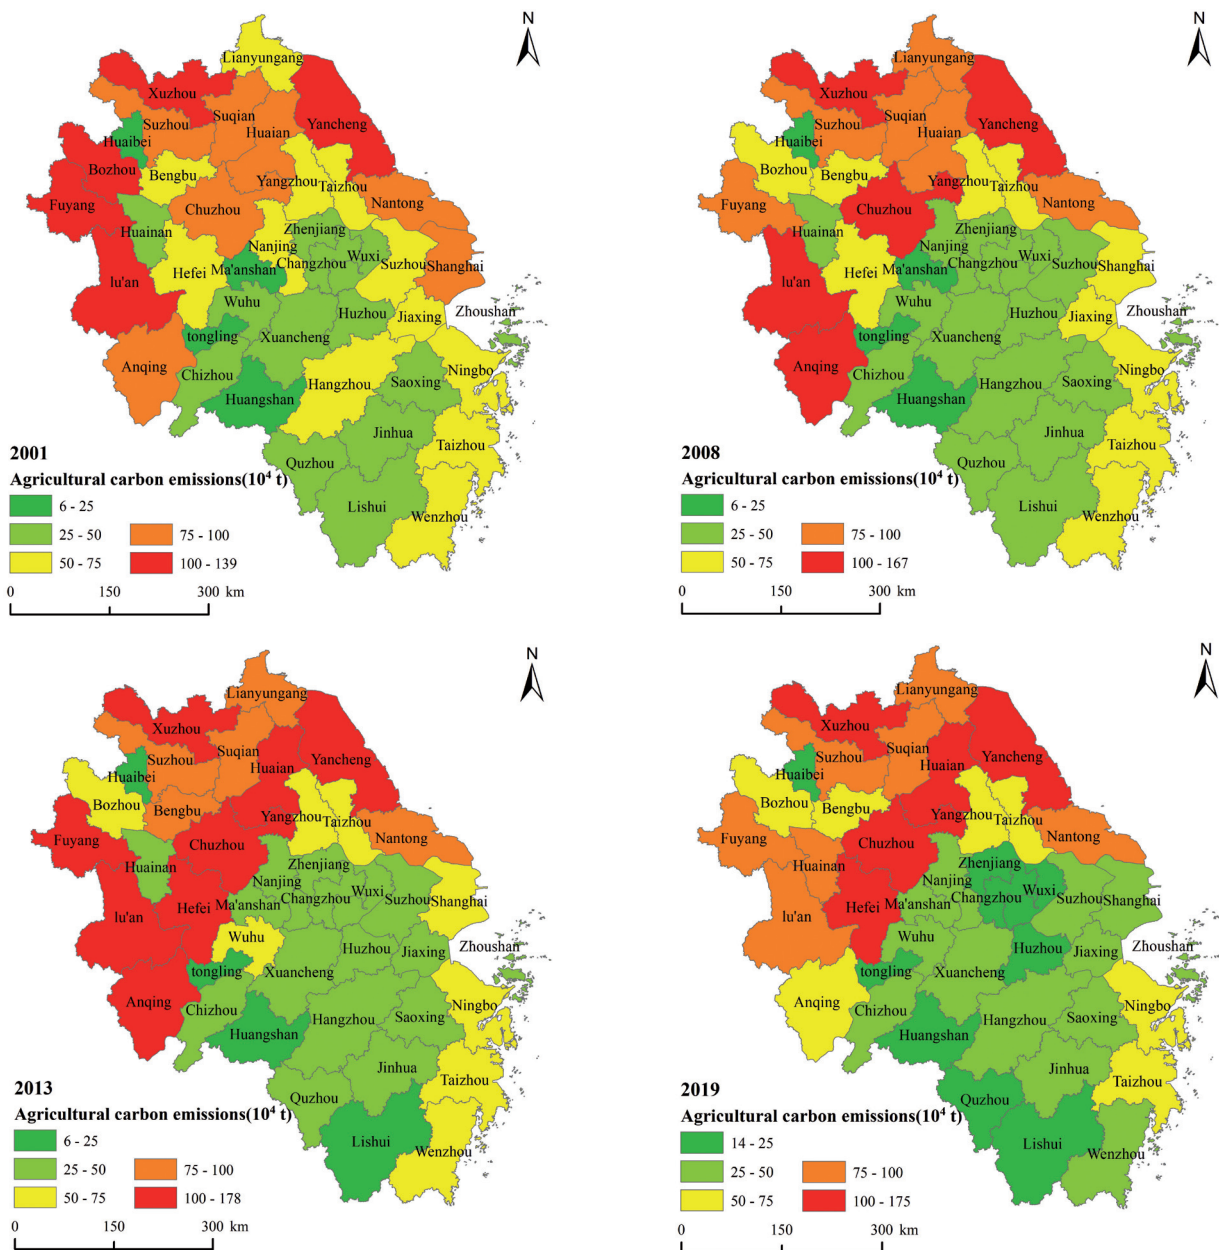 N
Lianyungang
Xuzhou
Suqian
Suzhou
Huaian
Yancheng
Huaibei
Bozhou
Bengbu
Yangzhou
Taizhou
Fuyang
Nantong
Chuzhou
Huainan
Zhenjiang
Nanjing
Wuxi
Hefei
Ma'anshan
Changzhou
Suzhou
Shanghai
lu'an
Wuhu
Huzhou
Jiaxing
Zhoushan
tongling
Xuancheng
Anqing
Chizhou
Hangzhou
Saoxing
Ningbo
Huangshan
Jinhua
Taizhou
Quzhou
Lishui
Wenzhou
2001
Agricultural carbon emissions(10⁴ t)
6 - 25
25 - 50
75 - 100
50 - 75
100 - 139
0 150 300 km
N
Lianyungang
Xuzhou
Suqian
Suzhou
Huaian
Yancheng
Huaibei
Bozhou
Bengbu
Yangzhou
Taizhou
Fuyang
Nantong
Chuzhou
Huainan
Zhenjiang
Nanjing
Wuxi
Hefei
Ma'anshan
Changzhou
Suzhou
Shanghai
lu'an
Wuhu
Huzhou
Jiaxing
Zhoushan
tongling
Xuancheng
Anqing
Chizhou
Hangzhou
Saoxing
Ningbo
Huangshan
Jinhua
Taizhou
Quzhou
Lishui
Wenzhou
2008
Agricultural carbon emissions(10⁴ t)
6 - 25
25 - 50
75 - 100
50 - 75
100 - 167
0 150 300 km
N
Lianyungang
Xuzhou
Suqian
Suzhou
Huaian
Yancheng
Huaibei
Bozhou
Bengbu
Yangzhou
Taizhou
Fuyang
Nantong
Chuzhou
Huainan
Zhenjiang
Nanjing
Wuxi
Hefei
Ma'anshan
Changzhou
Suzhou
Shanghai
lu'an
Wuhu
Huzhou
Jiaxing
Zhoushan
tongling
Xuancheng
Anqing
Chizhou
Hangzhou
Saoxing
Ningbo
Huangshan
Jinhua
Taizhou
Quzhou
Lishui
Wenzhou
2013
Agricultural carbon emissions(10⁴ t)
6 - 25
25 - 50
75 - 100
50 - 75
100 - 178
0 150 300 km
N
Lianyungang
Xuzhou
Suqian
Suzhou
Huaian
Yancheng
Huaibei
Bozhou
Bengbu
Yangzhou
Taizhou
Fuyang
Nantong
Chuzhou
Huainan
Zhenjiang
Nanjing
Wuxi
Hefei
Ma'anshan
Changzhou
Suzhou
Shanghai
lu'an
Wuhu
Huzhou
Jiaxing
Zhoushan
tongling
Xuancheng
Anqing
Chizhou
Hangzhou
Saoxing
Ningbo
Huangshan
Jinhua
Taizhou
Quzhou
Lishui
Wenzhou
2019
Agricultural carbon emissions(10⁴ t)
14 - 25
25 - 50
75 - 100
50 - 75
100 - 175
0 150 300 km